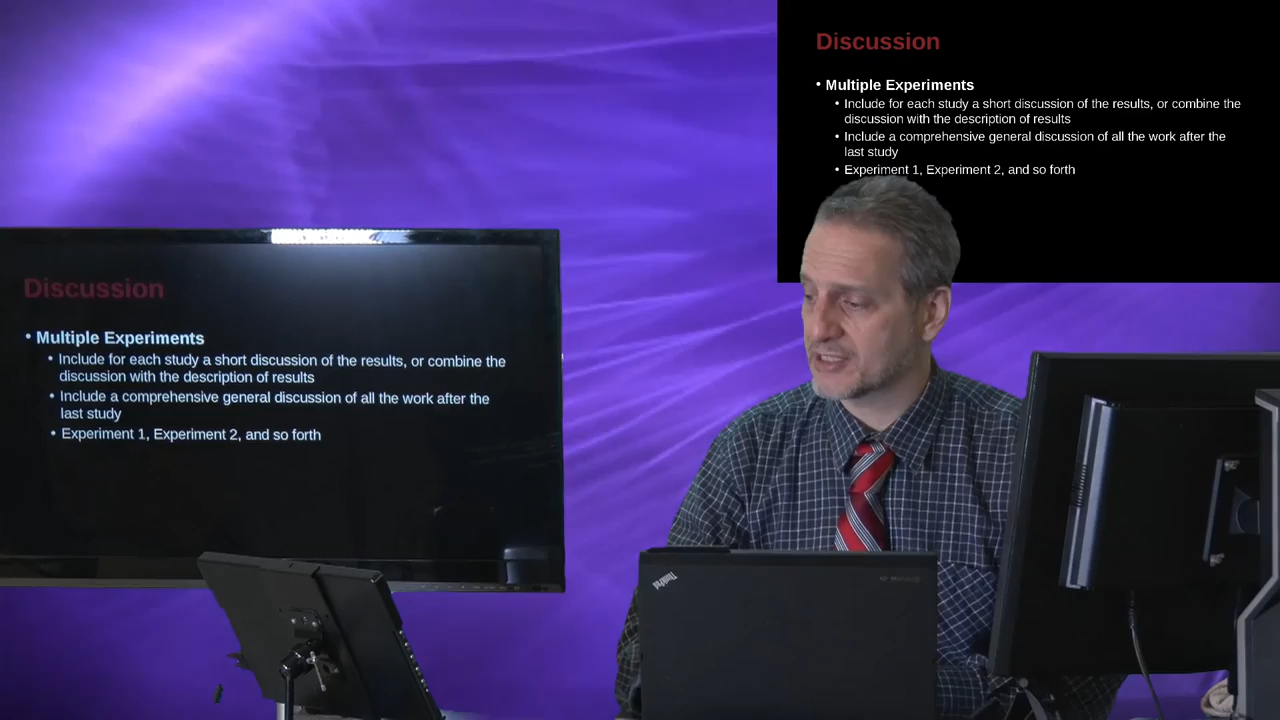 Discussion
• Multiple Experiments
• Include for each study a short discussion of the results, or combine the
discussion with the description of results
• Include a comprehensive general discussion of all the work after the
last study
• Experiment 1, Experiment 2, and so forth
Discussion
• Multiple Experiments
• Include for each study a short discussion of the results, or combine the
discussion with the description of results
• Include a comprehensive general discussion of all the work after the
last study
• Experiment 1, Experiment 2, and so forth
ThinkPad